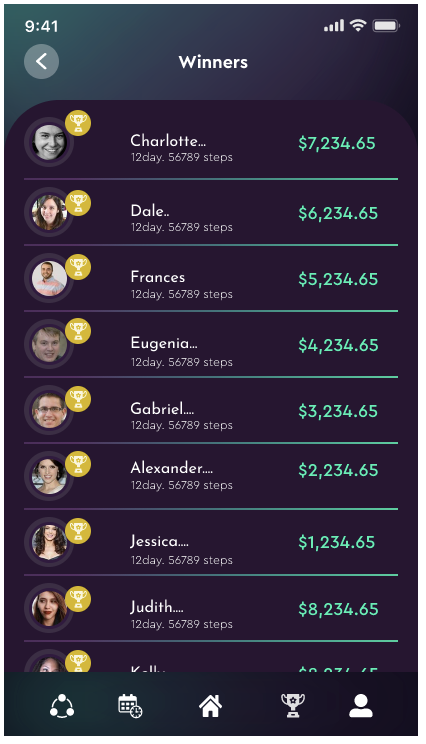 9:41
Winners
Charlotte...
12day. 56789 steps
$7,234.65
Dale..
12day. 56789 steps
$6,234.65
Frances
12day. 56789 steps
$5,234.65
Eugenia...
12day. 56789 steps
$4,234.65
Gabriel....
12day. 56789 steps
$3,234.65
Alexander....
12day. 56789 steps
$2,234.65
Jessica....
12day. 56789 steps
$1,234.65
Judith....
12day. 56789 steps
$8,234.65